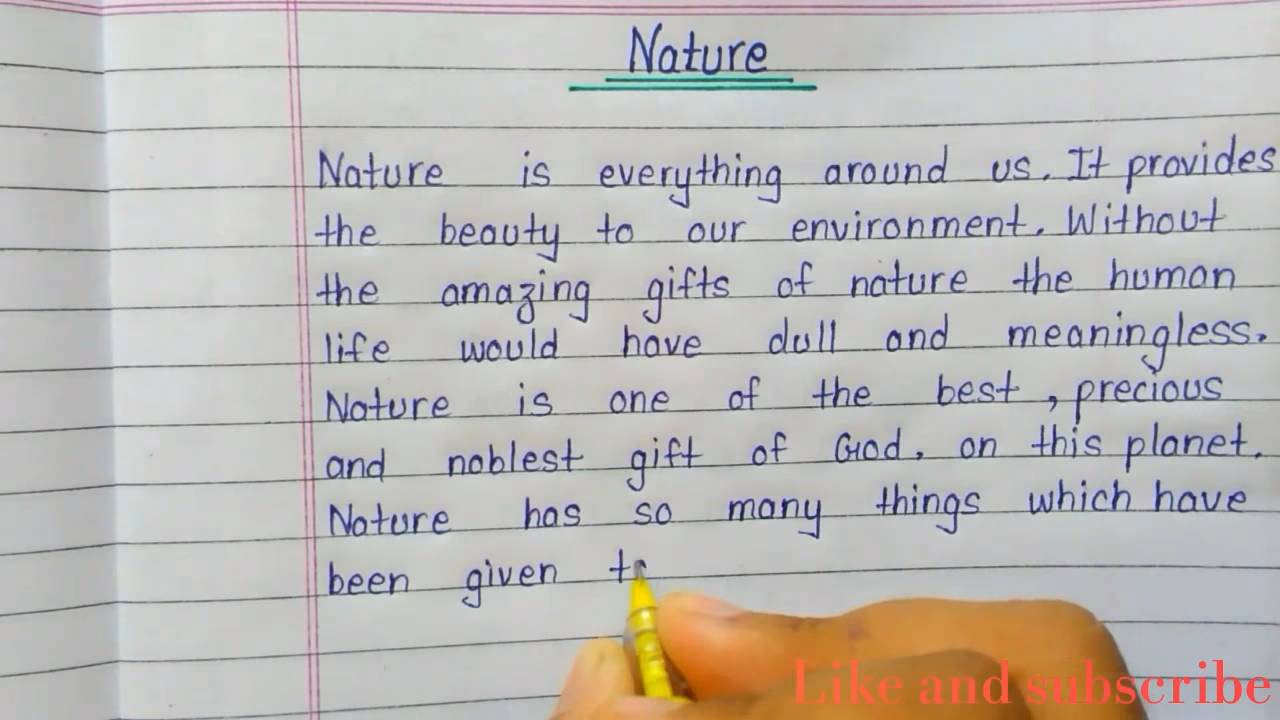 Nature
Nature is everything around us. It provides
the beauty to our environment. Without
the amazing gifts of nature the human
life would have dull and meaningless.
Nature is one of the best, precious
and noblest gift of God. on this planet.
Nature has so many things which have
been given
Like and subscribe